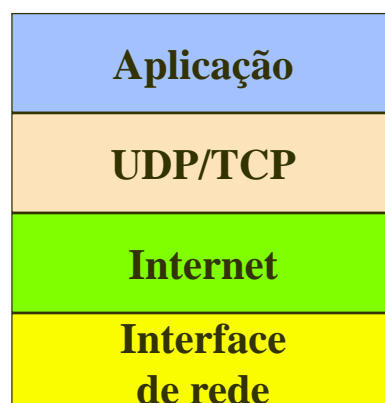 Aplicação
UDP/TCP
Internet
Interface
de rede